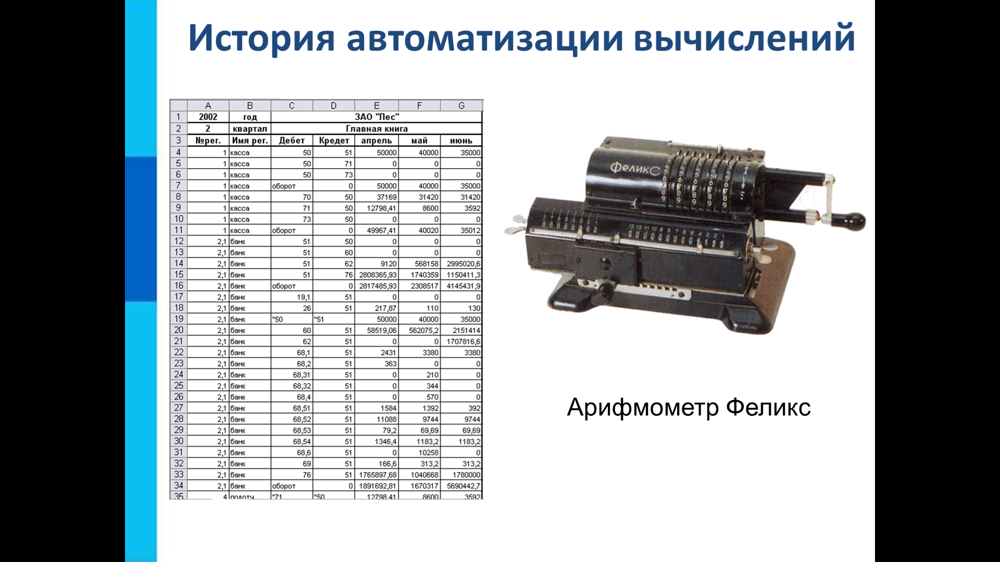 История автоматизации вычислений
A B C D E F G
1 2002 год ЗАО "Лес"
2 2 квартал Главная книга
3 №рег. Имя рег. Дебет Кредет апрель май июнь
4 1 касса 50 51 50000 40000 35000
5 1 касса 50 71 0 0 0
6 1 касса 50 73 0 0 0
7 1 касса оборот 0 50000 40000 35000
8 1 касса 70 50 37169 31420 31420
9 1 касса 71 50 12798,41 8600 3592
10 1 касса 73 50 0 0 0
11 1 касса оборот 0 49967,41 40020 35012
12 2,1 банк 51 50 0 0 0
13 2,1 банк 51 60 0 0 0
14 2,1 банк 51 62 9120 568158 2995020,6
15 2,1 банк 51 76 2808365,93 1740359 1150411,3
16 2,1 банк оборот 0 2817485,93 2308517 4145431,9
17 2,1 банк 19,1 51 0 0 0
18 2,1 банк 26 51 217,87 110 130
19 2,1 банк "50 "51 50000 40000 35000
20 2,1 банк 60 51 58519,06 562075,2 2151414
21 2,1 банк 62 51 0 0 1707816,6
22 2,1 банк 68,1 51 2431 3380 3380
23 2,1 банк 68,2 51 363 0 0
24 2,1 банк 68,31 51 0 210 0
25 2,1 банк 68,32 51 0 344 0
26 2,1 банк 68,4 51 0 570 0
27 2,1 банк 68,51 51 1584 1392 392
28 2,1 банк 68,52 51 11088 9744 9744
29 2,1 банк 68,53 51 79,2 69,69 69,69
30 2,1 банк 68,54 51 1346,4 1183,2 1183,2
31 2,1 банк 68,6 51 0 10258 0
32 2,1 банк 69 51 166,6 313,2 313,2
33 2,1 банк 76 51 1765897,68 1040668 1780000
34 2,1 банк оборот 0 1891692,81 1670317 5690442,7
35 4 подотч "71 "50 12798,41 8600 3592
Феликс
Арифмометр Феликс